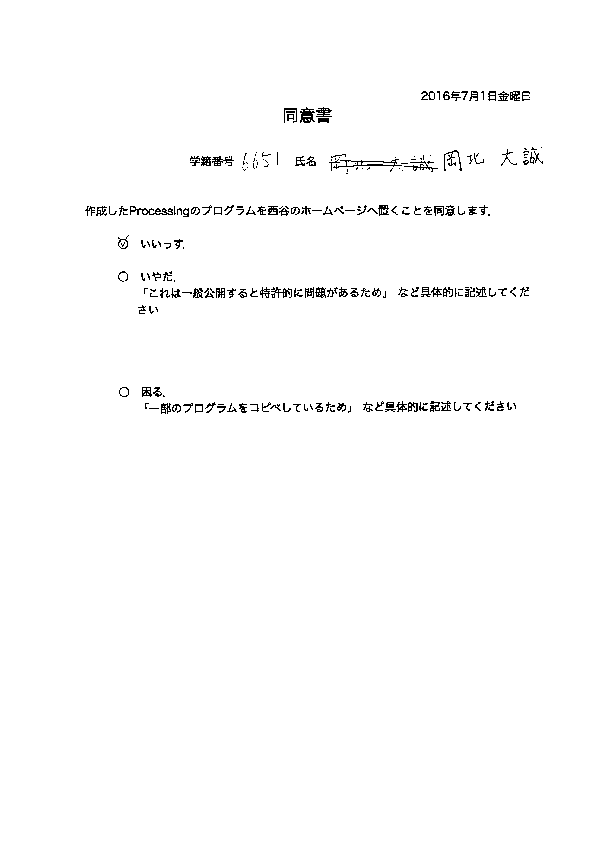 2016年7月1日金曜日
同意書
学籍番号 6651 氏名 岡北 大誠 岡北 大誠
作成したProcessingのプログラムを西谷のホームページへ置くことを同意します.
いいっす.
いやだ.
「これは一般公開すると特許的に問題があるため」 など具体的に記述してくだ
さい
困る.
「一部のプログラムをコピペしているため」 など具体的に記述してください